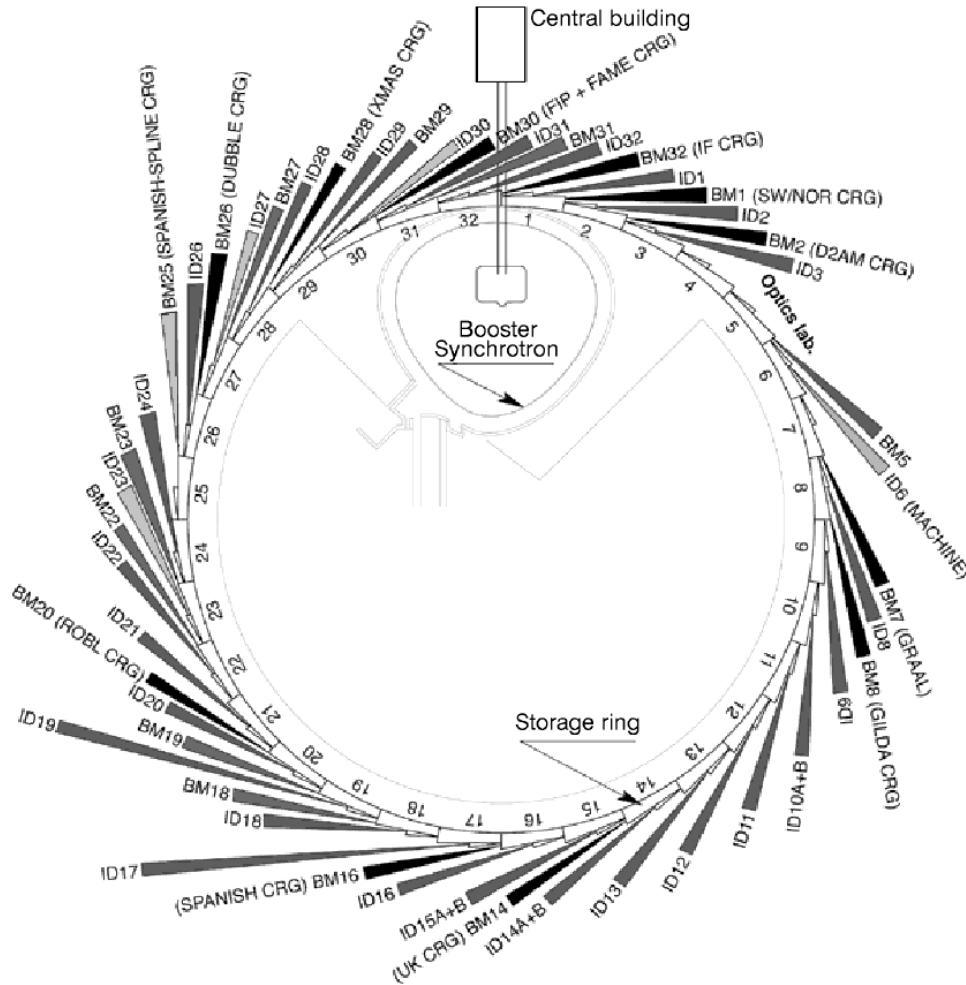 Central building
BM30 (FIP + FAME CRG)
ID31
BM31
ID32
BM32 (IF CRG)
ID1
BM1 (SW/NOR CRG)
ID2
BM2 (D2AM CRG)
ID3
Optics lab.
BM5
ID6 (MACHINE)
BM7 (GRAAL)
ID8
BM8 (GILDA CRG)
ID9
ID10A+B
ID11
ID12
ID13
ID14A+B
(UK CRG) BM14
ID15A+B
ID16
(SPANISH CRG) BM16
ID17
ID18
BM18
ID19
BM19
ID20
BM20 (ROBL CRG)
ID21
ID22
BM22
ID23
BM23
ID24
BM25 (SPANISH-SPLINE CRG)
ID26
BM26 (DUBBLE CRG)
ID27
BM27
ID28
BM28 (XMAS CRG)
ID29
BM29
ID30
1
2
3
4
5
6
7
8
9
10
11
12
13
14
15
16
17
18
19
20
21
22
23
24
25
26
27
28
29
30
31
32
Booster
Synchrotron
Storage ring